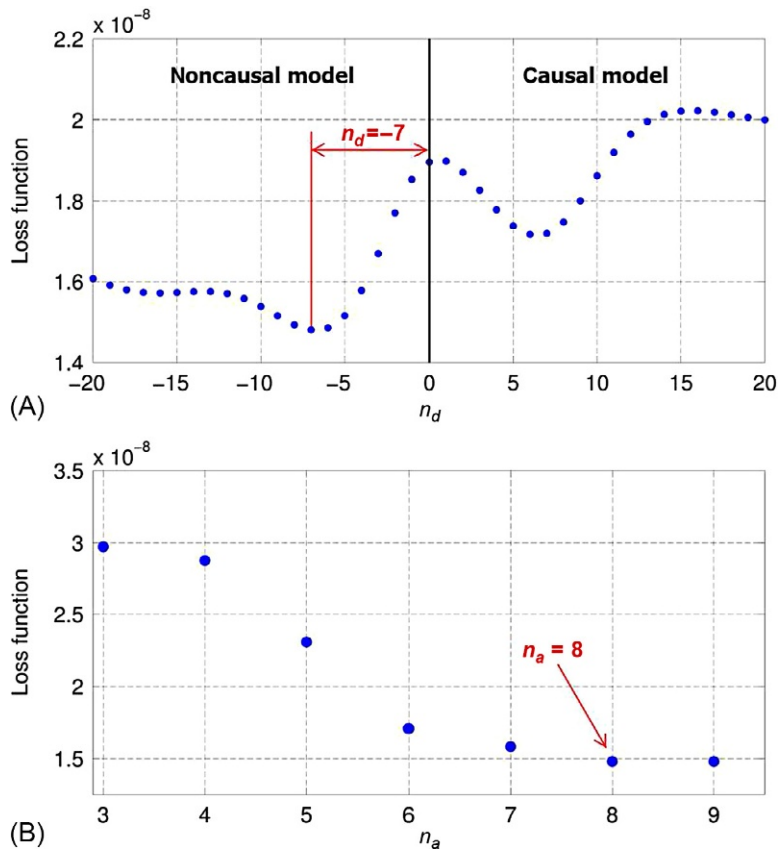 x 10⁻⁸
2.2
Noncausal model
Causal model
n_d=−7
2
1.8
1.6
1.4
Loss function
−20 −15 −10 −5 0 5 10 15 20
n_d
(A)
x 10⁻⁸
3.5
3
2.5
2
1.5
Loss function
n_a = 8
3 4 5 6 7 8 9
n_a
(B)